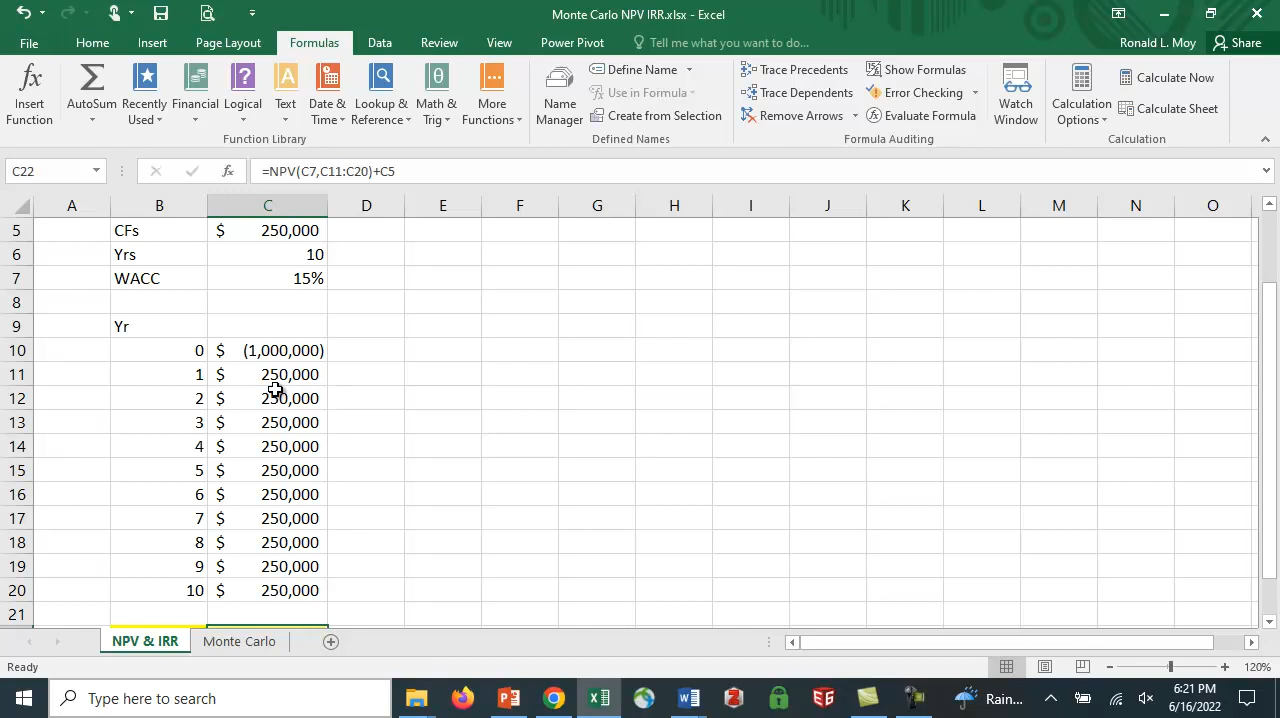 Monte Carlo NPV IRR.xlsx - Excel
File Home Insert Page Layout Formulas Data Review View Power Pivot Tell me what you want to do... Ronald L. Moy Share
Insert Function
AutoSum
Recently Used
Financial
Logical
Text
Date & Time
Lookup & Reference
Math & Trig
More Functions
Function Library
Name Manager
Define Name
Use in Formula
Create from Selection
Defined Names
Trace Precedents
Trace Dependents
Remove Arrows
Show Formulas
Error Checking
Evaluate Formula
Formula Auditing
Watch Window
Calculation Options
Calculate Now
Calculate Sheet
Calculation
C22 fx =NPV(C7,C11:C20)+C5
A B C D E F G H I J K L M N O
5 CFs $ 250,000
6 Yrs 10
7 WACC 15%
8
9 Yr
10 0 $ (1,000,000)
11 1 $ 250,000
12 2 $ 250,000
13 3 $ 250,000
14 4 $ 250,000
15 5 $ 250,000
16 6 $ 250,000
17 7 $ 250,000
18 8 $ 250,000
19 9 $ 250,000
20 10 $ 250,000
21
NPV & IRR Monte Carlo
Ready 120%
Type here to search Rain... 6:21 PM
6/16/2022